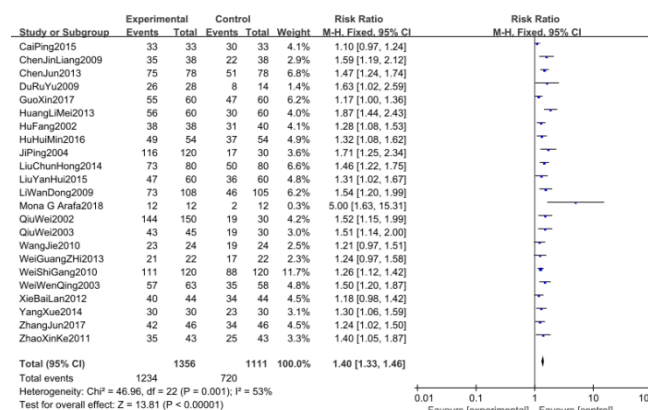 Experimental Control Risk Ratio Risk Ratio
Study or Subgroup Events Total Events Total Weight M-H, Fixed, 95% CI M-H, Fixed, 95% CI
CaiPing2015 33 33 30 33 4.1% 1.10 [0.97, 1.24]
ChenJinLiang2009 35 38 22 38 3.0% 1.59 [1.19, 2.12]
ChenJun2013 75 78 51 78 7.0% 1.47 [1.24, 1.74]
DuRuYu2009 26 28 8 14 1.5% 1.63 [1.02, 2.59]
GuoXin2017 55 60 47 60 6.4% 1.17 [1.00, 1.36]
HuangLiMei2013 56 60 30 60 4.1% 1.87 [1.44, 2.43]
HuFang2002 38 38 31 40 4.2% 1.28 [1.08, 1.53]
HuHuiMin2016 49 54 37 54 5.0% 1.32 [1.08, 1.62]
JiPing2004 116 120 17 30 3.7% 1.71 [1.25, 2.34]
LiuChunHong2014 73 80 50 80 6.8% 1.46 [1.22, 1.75]
LiuYanHui2015 47 60 36 60 4.9% 1.31 [1.02, 1.67]
LiWanDong2009 73 108 46 105 6.4% 1.54 [1.20, 1.99]
Mona G Arafa2018 12 12 2 12 0.3% 5.00 [1.63, 15.31]
QiuWei2002 144 150 19 30 4.3% 1.52 [1.15, 1.99]
QiuWei2003 43 45 19 30 3.1% 1.51 [1.14, 2.00]
WangJie2010 23 24 19 24 2.6% 1.21 [0.97, 1.51]
WeiGuangZHi2013 21 22 17 22 2.3% 1.24 [0.97, 1.58]
WeiShiGang2010 111 120 88 120 11.7% 1.26 [1.12, 1.42]
WeiWenQing2003 57 63 35 58 5.0% 1.50 [1.20, 1.87]
XieBaiLan2012 40 44 34 44 4.6% 1.18 [0.98, 1.42]
YangXue2014 30 30 23 30 3.1% 1.30 [1.06, 1.59]
ZhangJun2017 42 46 34 46 4.6% 1.24 [1.02, 1.50]
ZhaoXinKe2011 35 43 25 43 3.4% 1.40 [1.05, 1.87]
Total (95% CI) 1356 1111 100.0% 1.40 [1.33, 1.46]
Total events 1234 720
Heterogeneity: Chi² = 46.96, df = 22 (P = 0.001); I² = 53%
Test for overall effect: Z = 13.81 (P < 0.00001)
0.01 0.1 1 10
Favours [experimental] Favours [control]